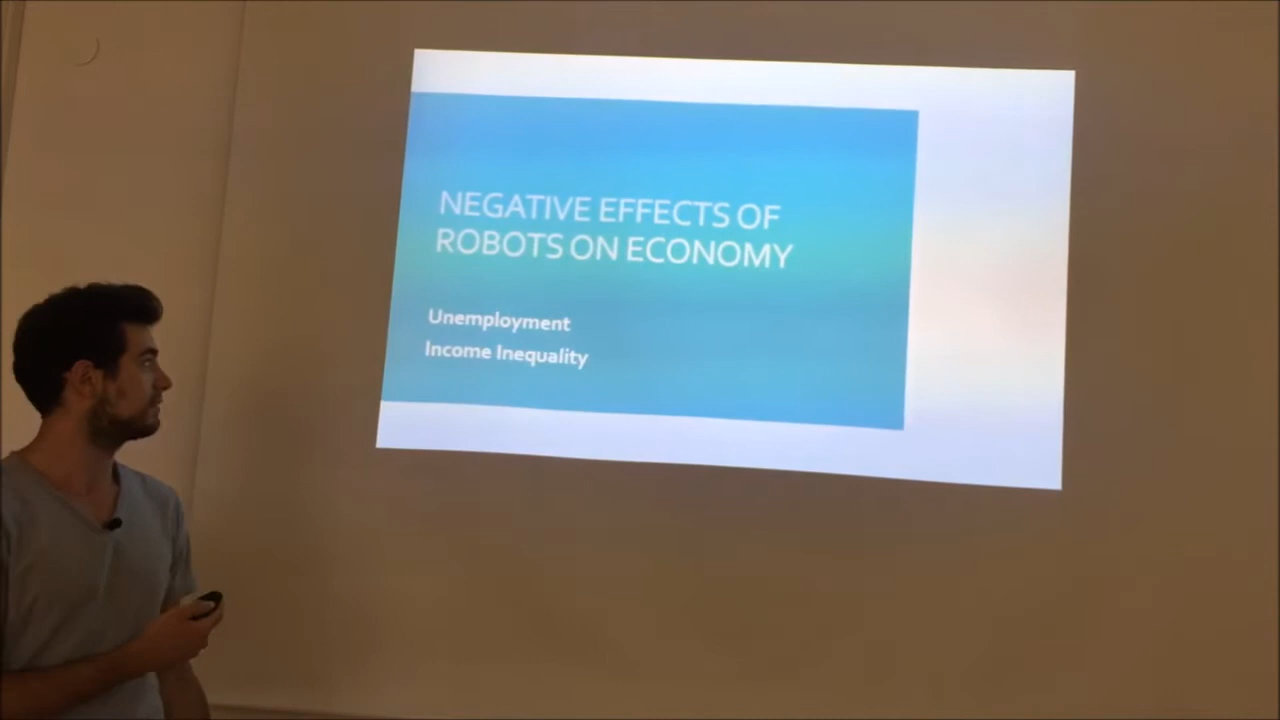 NEGATIVE EFFECTS OF
ROBOTS ON ECONOMY
Unemployment
Income Inequality